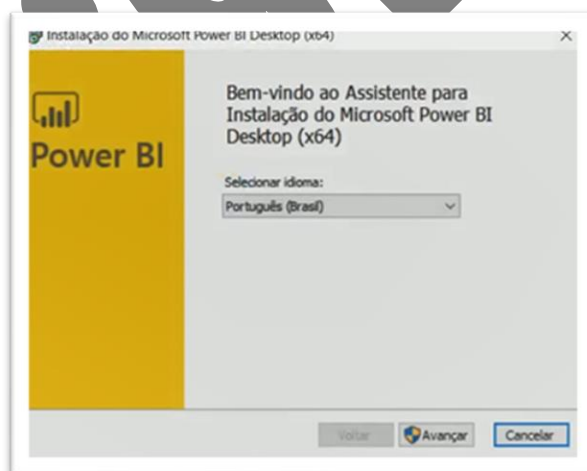 Instalação do Microsoft Power BI Desktop (x64)
Power BI
Bem-vindo ao Assistente para
Instalação do Microsoft Power BI
Desktop (x64)
Selecionar idioma:
Português (Brasil)
Voltar Avançar Cancelar